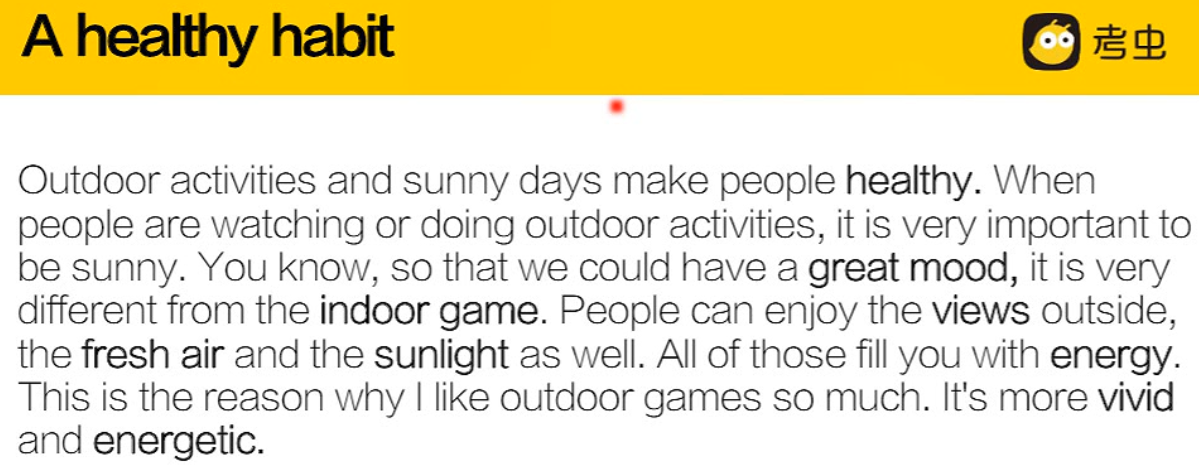 A healthy habit
考虫
Outdoor activities and sunny days make people healthy. When
people are watching or doing outdoor activities, it is very important to
be sunny. You know, so that we could have a great mood, it is very
different from the indoor game. People can enjoy the views outside,
the fresh air and the sunlight as well. All of those fill you with energy.
This is the reason why I like outdoor games so much. It's more vivid
and energetic.